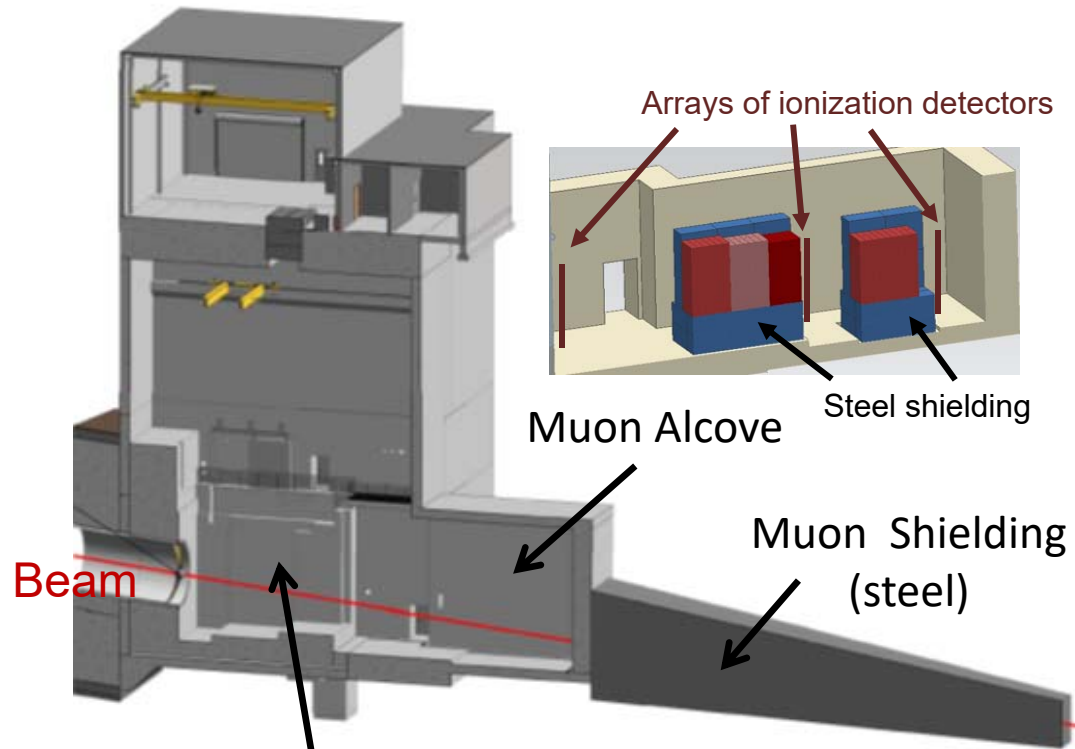 Arrays of ionization detectors
Steel shielding
Muon Alcove
Muon Shielding
(steel)
Beam